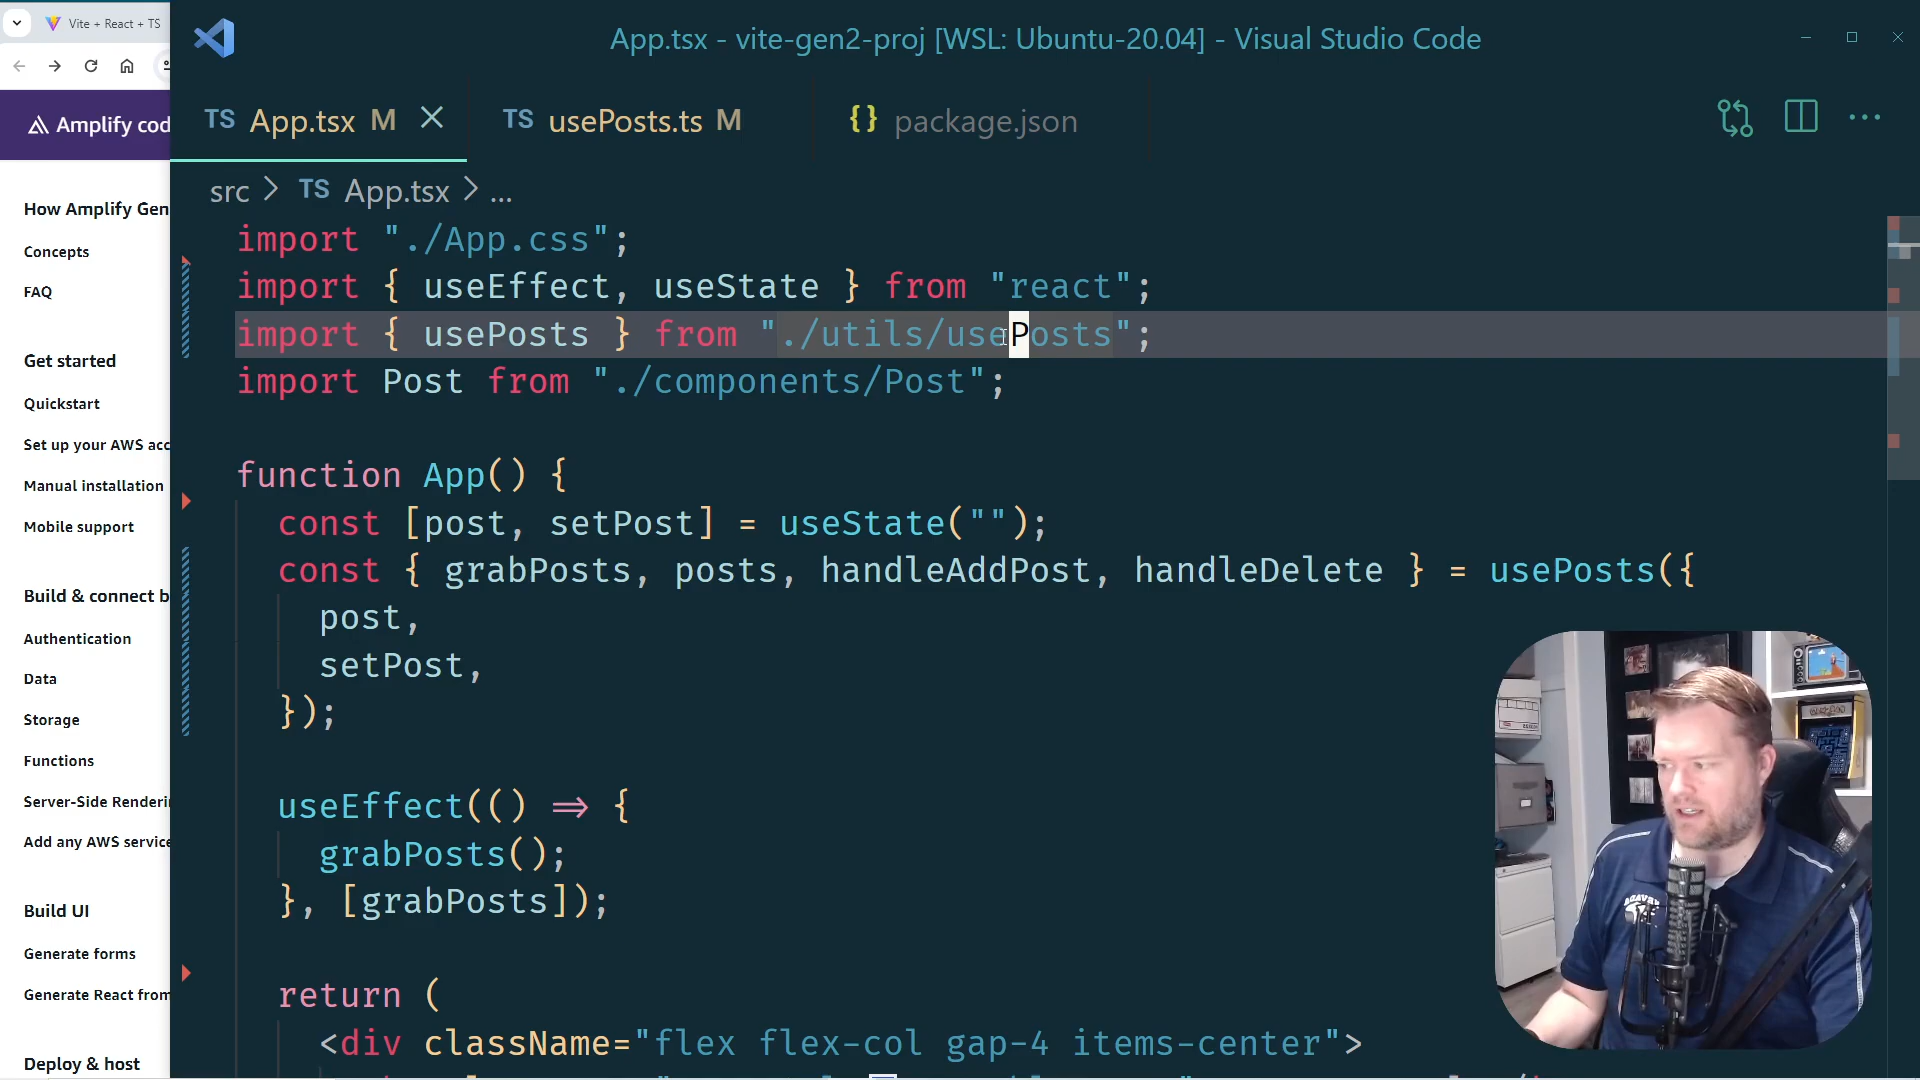 Vite + React + TS
App.tsx - vite-gen2-proj [WSL: Ubuntu-20.04] - Visual Studio Code
Amplify cod
TS App.tsx M
TS usePosts.ts M
{} package.json
src > TS App.tsx > ...
How Amplify Gen
Concepts
FAQ
Get started
Quickstart
Set up your AWS acc
Manual installation
Mobile support
Build & connect b
Authentication
Data
Storage
Functions
Server-Side Renderi
Add any AWS service
Build UI
Generate forms
Generate React from
Deploy & host
import "./App.css";
import { useEffect, useState } from "react";
import { usePosts } from "./utils/usePosts";
import Post from "./components/Post";
function App() {
const [post, setPost] = useState("");
const { grabPosts, posts, handleAddPost, handleDelete } = usePosts({
post,
setPost,
});
useEffect(() => {
grabPosts();
}, [grabPosts]);
return (
<div className="flex flex-col gap-4 items-center">